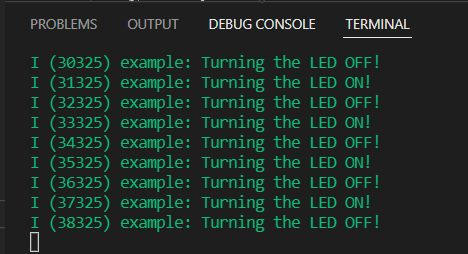 PROBLEMS OUTPUT DEBUG CONSOLE TERMINAL
I (30325) example: Turning the LED OFF!
I (31325) example: Turning the LED ON!
I (32325) example: Turning the LED OFF!
I (33325) example: Turning the LED ON!
I (34325) example: Turning the LED OFF!
I (35325) example: Turning the LED ON!
I (36325) example: Turning the LED OFF!
I (37325) example: Turning the LED ON!
I (38325) example: Turning the LED OFF!